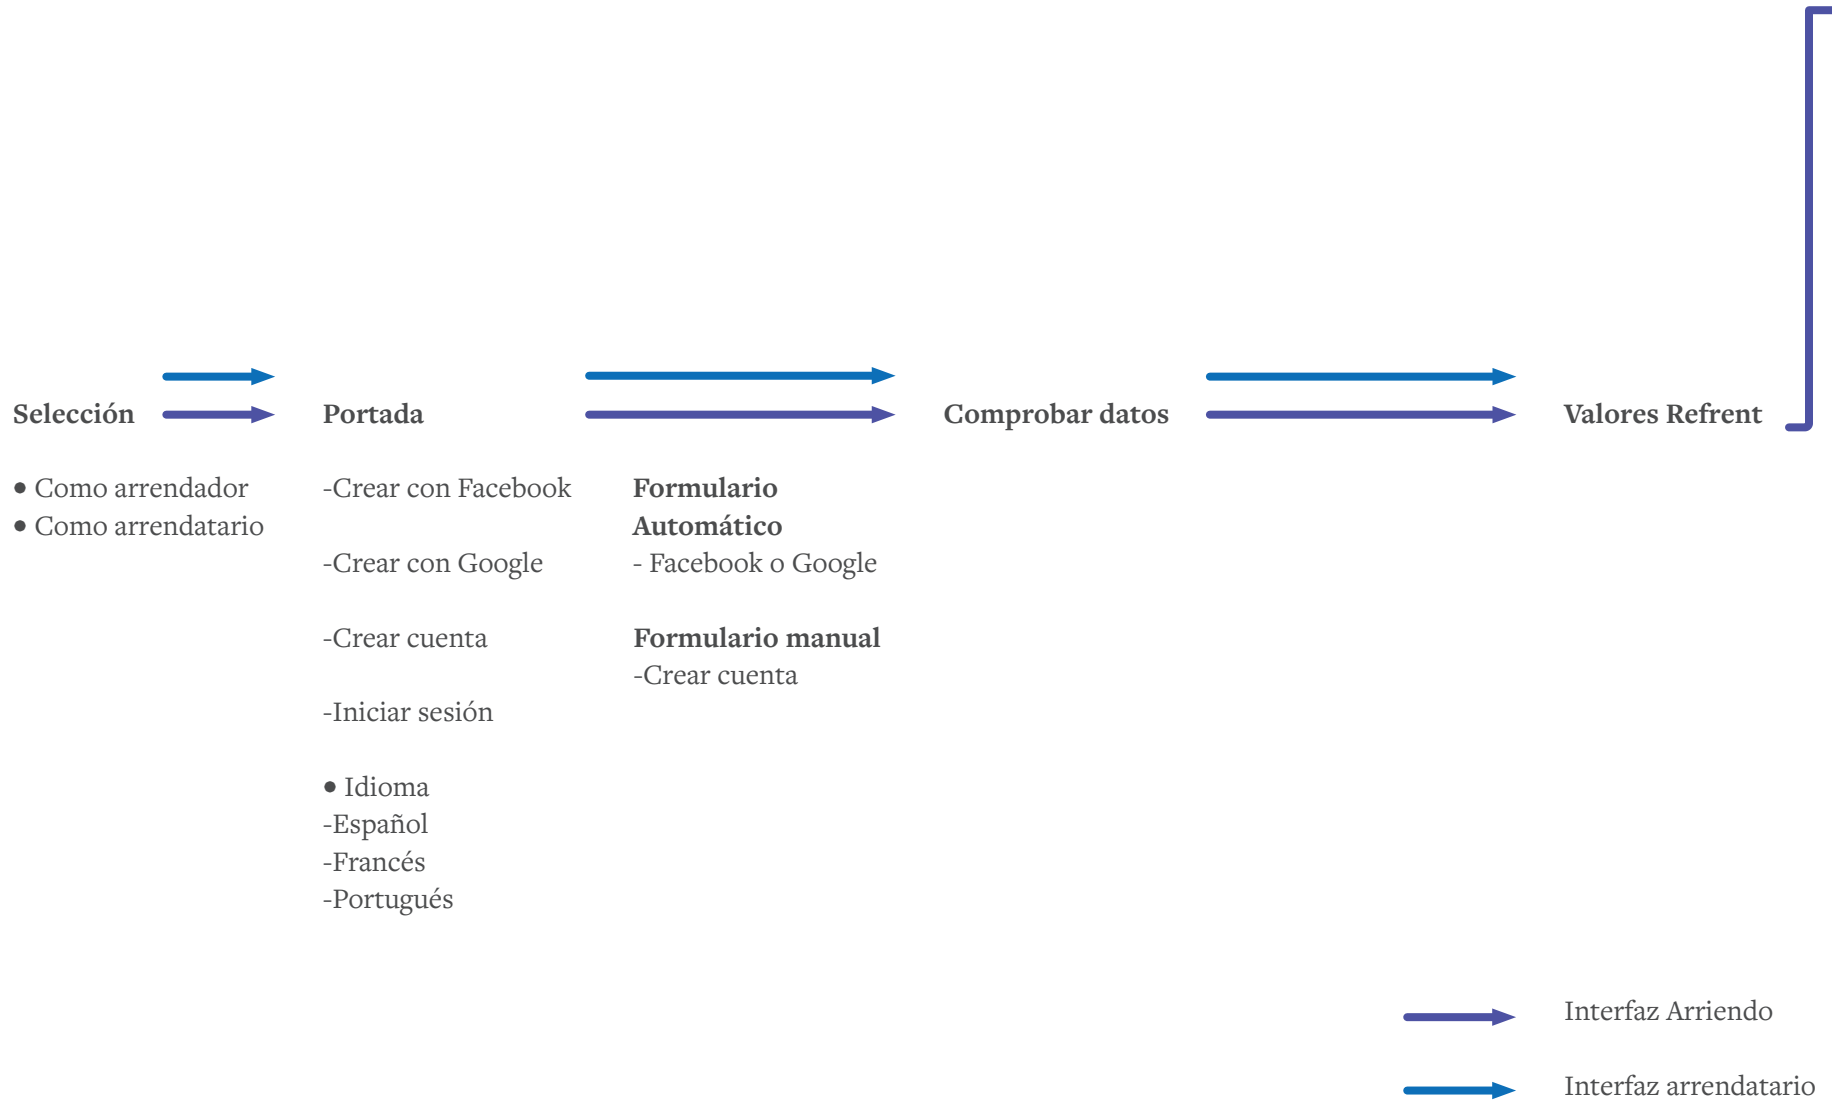 Selección
Portada
Comprobar datos
Valores Refrent
• Como arrendador
• Como arrendatario
-Crear con Facebook
-Crear con Google
-Crear cuenta
-Iniciar sesión
• Idioma
-Español
-Francés
-Portugués
Formulario
Automático
- Facebook o Google
Formulario manual
-Crear cuenta
Interfaz Arriendo
Interfaz arrendatario